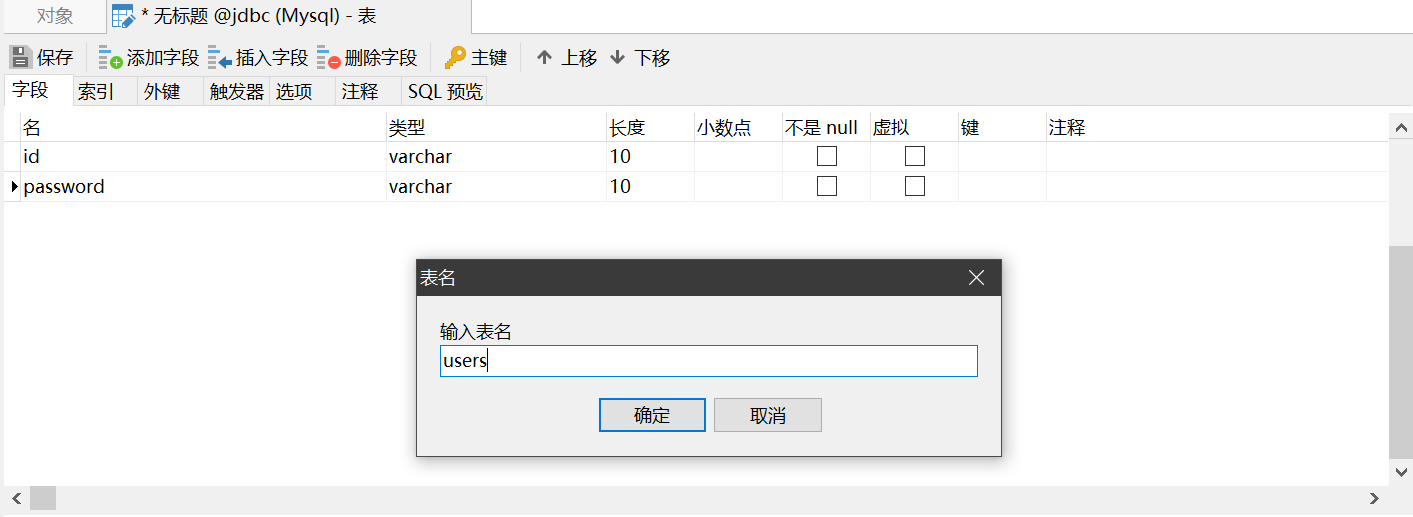 对象 * 无标题 @jdbc (Mysql) - 表
保存 添加字段 插入字段 删除字段 主键 上移 下移
字段 索引 外键 触发器 选项 注释 SQL 预览
名 类型 长度 小数点 不是 null 虚拟 键 注释
id varchar 10
password varchar 10
表名
输入表名
users
确定 取消